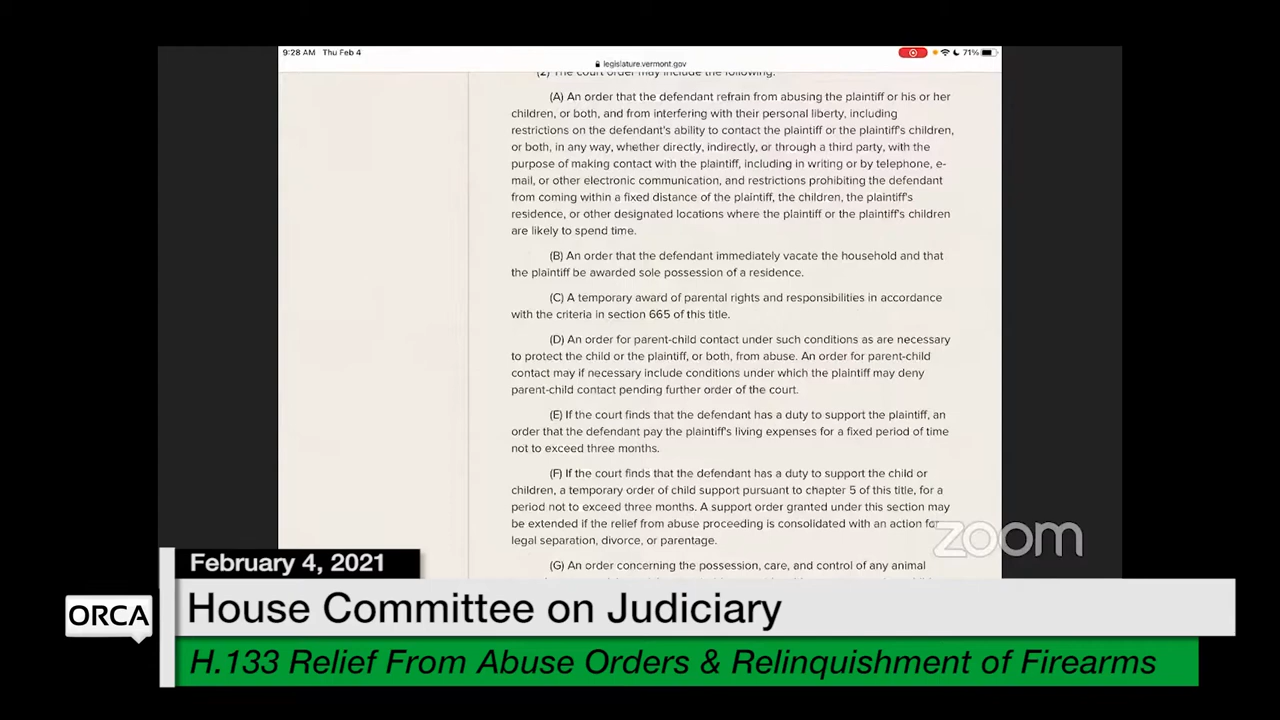 9:28 AM Thu Feb 4
71%
legislature.vermont.gov
(2) The court order may include the following:
(A) An order that the defendant refrain from abusing the plaintiff or his or her
children, or both, and from interfering with their personal liberty, including
restrictions on the defendant's ability to contact the plaintiff or the plaintiff's children,
or both, in any way, whether directly, indirectly, or through a third party, with the
purpose of making contact with the plaintiff, including in writing or by telephone, e-
mail, or other electronic communication, and restrictions prohibiting the defendant
from coming within a fixed distance of the plaintiff, the children, the plaintiff's
residence, or other designated locations where the plaintiff or the plaintiff's children
are likely to spend time.
(B) An order that the defendant immediately vacate the household and that
the plaintiff be awarded sole possession of a residence.
(C) A temporary award of parental rights and responsibilities in accordance
with the criteria in section 665 of this title.
(D) An order for parent-child contact under such conditions as are necessary
to protect the child or the plaintiff, or both, from abuse. An order for parent-child
contact may if necessary include conditions under which the plaintiff may deny
parent-child contact pending further order of the court.
(E) If the court finds that the defendant has a duty to support the plaintiff, an
order that the defendant pay the plaintiff's living expenses for a fixed period of time
not to exceed three months.
(F) If the court finds that the defendant has a duty to support the child or
children, a temporary order of child support pursuant to chapter 5 of this title, for a
period not to exceed three months. A support order granted under this section may
be extended if the relief from abuse proceeding is consolidated with an action for
legal separation, divorce, or parentage.
(G) An order concerning the possession, care, and control of any animal
zoom
February 4, 2021
ORCA
House Committee on Judiciary
H.133 Relief From Abuse Orders & Relinquishment of Firearms